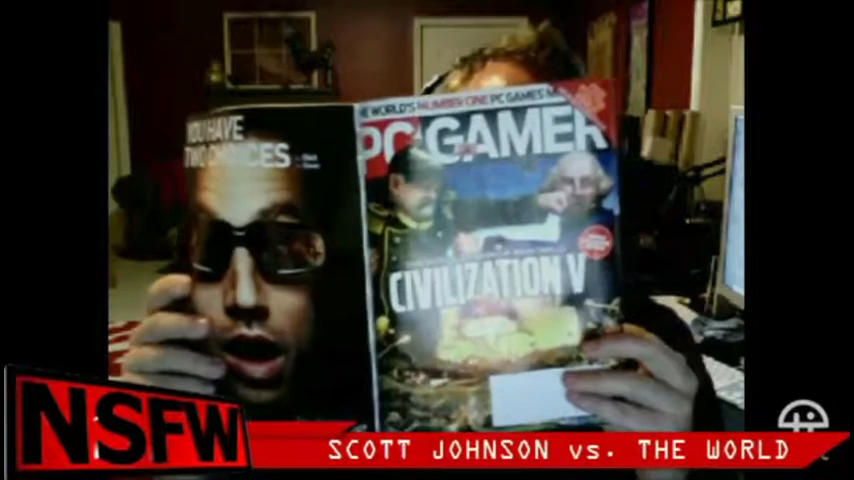 YOU HAVE
TWO CHOICES
THE WORLD'S NUMBER ONE PC GAMES
PC GAMER
CIVILIZATION V
NSFW
SCOTT JOHNSON vs. THE WORLD